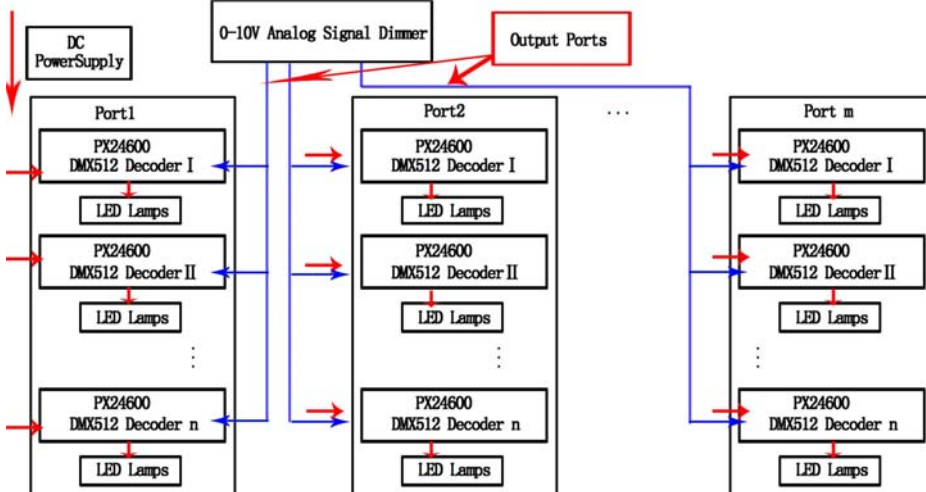 DC
PowerSupply
0-10V Analog Signal Dimmer
Output Ports
Port1
PX24600
DMX512 Decoder Ⅰ
LED Lamps
PX24600
DMX512 Decoder Ⅱ
LED Lamps
⋮
PX24600
DMX512 Decoder n
LED Lamps
Port2
PX24600
DMX512 Decoder Ⅰ
LED Lamps
PX24600
DMX512 Decoder Ⅱ
LED Lamps
⋮
PX24600
DMX512 Decoder n
LED Lamps
...
Port m
PX24600
DMX512 Decoder Ⅰ
LED Lamps
PX24600
DMX512 Decoder Ⅱ
LED Lamps
⋮
PX24600
DMX512 Decoder n
LED Lamps